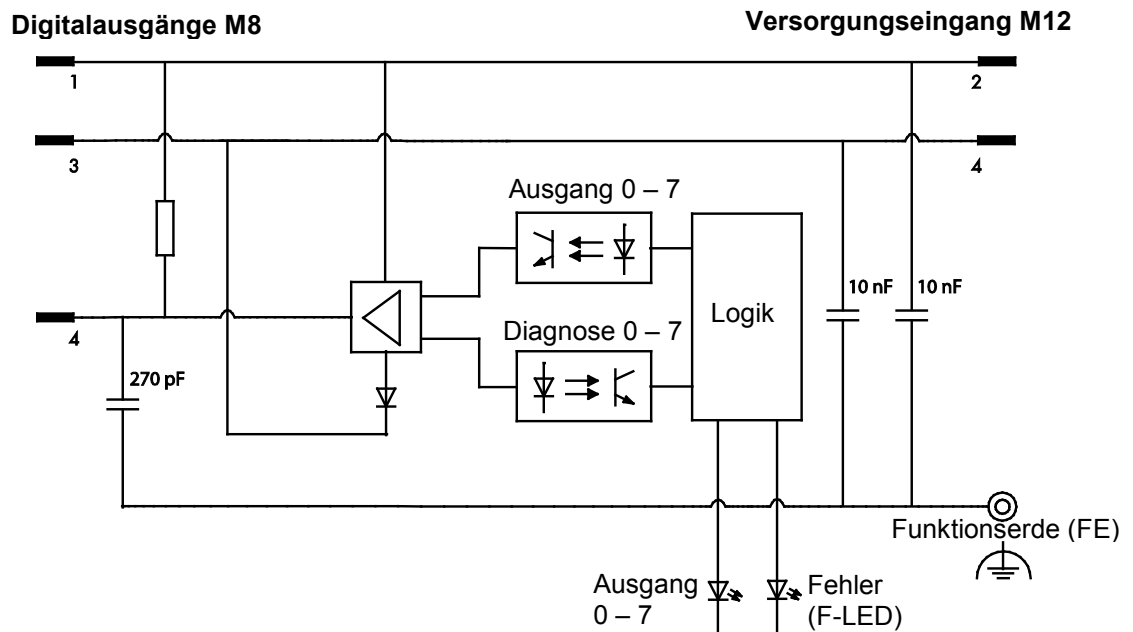 Digitalausgänge M8
Versorgungseingang M12
1
2
3
4
Ausgang 0 – 7
10 nF
10 nF
Logik
4
Diagnose 0 – 7
270 pF
Funktionserde (FE)
Ausgang
0 – 7
Fehler
(F-LED)